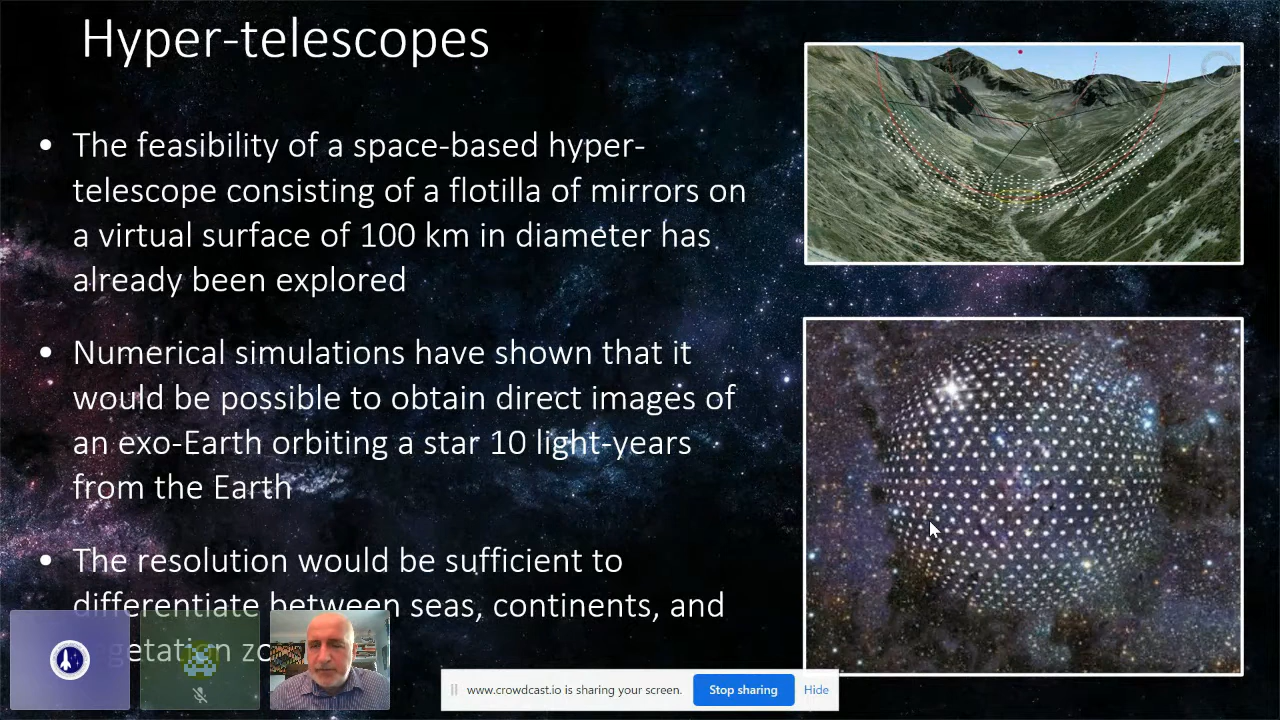 Hyper-telescopes
• The feasibility of a space-based hyper-
telescope consisting of a flotilla of mirrors on
a virtual surface of 100 km in diameter has
already been explored
• Numerical simulations have shown that it
would be possible to obtain direct images of
an exo-Earth orbiting a star 10 light-years
from the Earth
• The resolution would be sufficient to
differentiate between seas, continents, and
www.crowdcast.io is sharing your screen.
Stop sharing
Hide